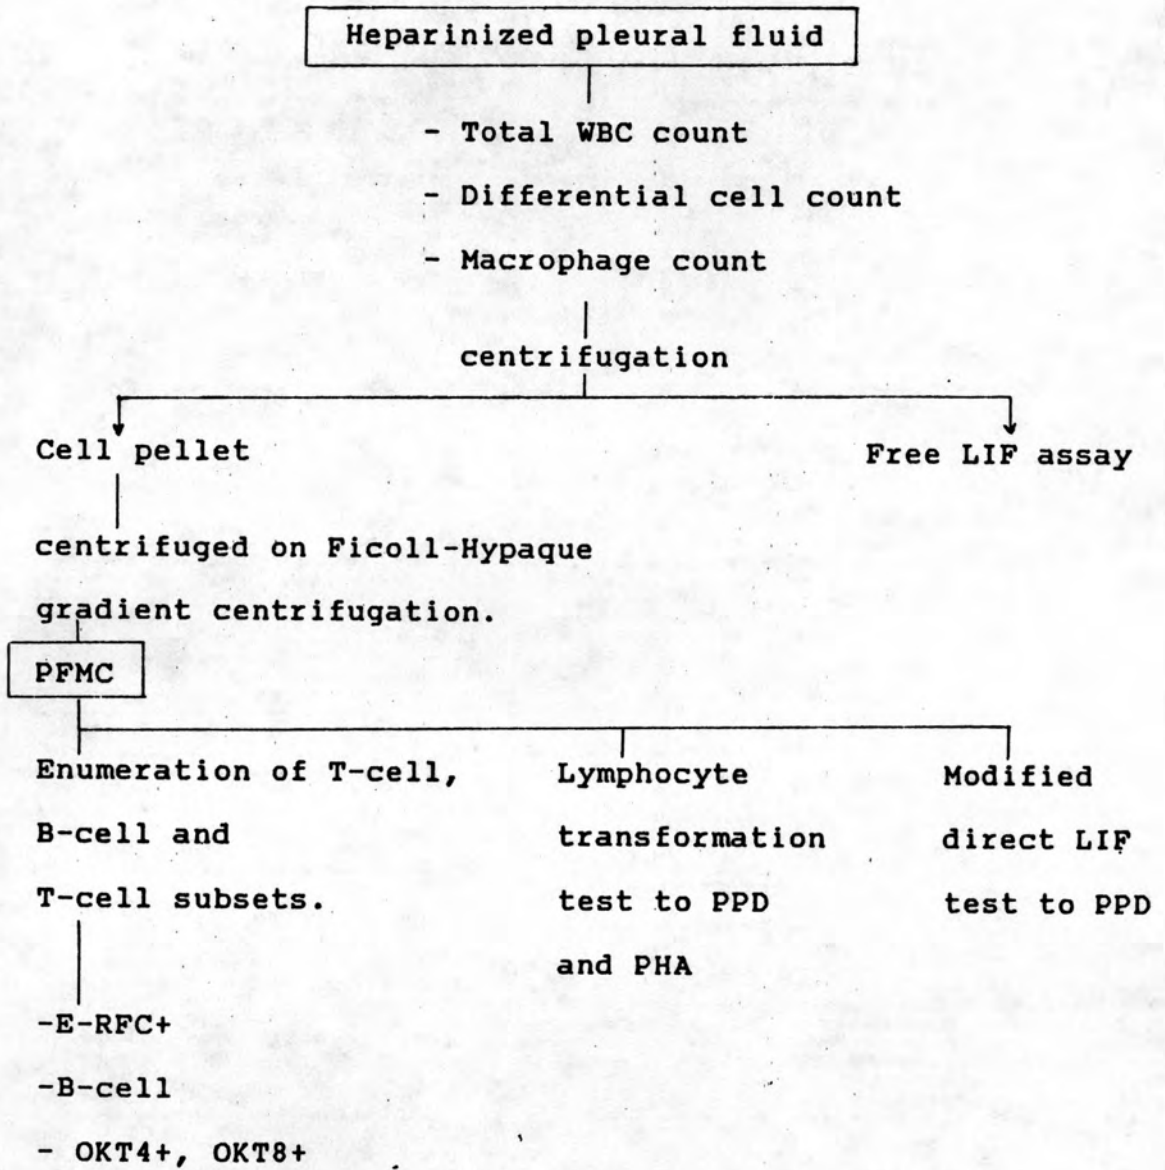 Heparinized pleural fluid
- Total WBC count
- Differential cell count
- Macrophage count
centrifugation
Cell pellet
Free LIF assay
centrifuged on Ficoll-Hypaque
gradient centrifugation.
PFMC
Enumeration of T-cell,
B-cell and
T-cell subsets.
-E-RFC+
-B-cell
- OKT4+, OKT8+
Lymphocyte
transformation
test to PPD
and PHA
Modified
direct LIF
test to PPD